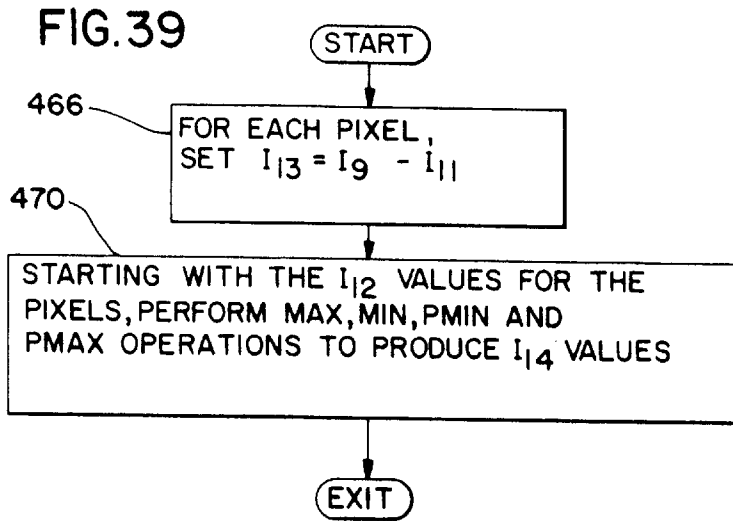 FIG.39
START
466
FOR EACH PIXEL,
SET I13 = I9 - I11
470
STARTING WITH THE I12 VALUES FOR THE
PIXELS, PERFORM MAX, MIN, PMIN AND
PMAX OPERATIONS TO PRODUCE I14 VALUES
EXIT